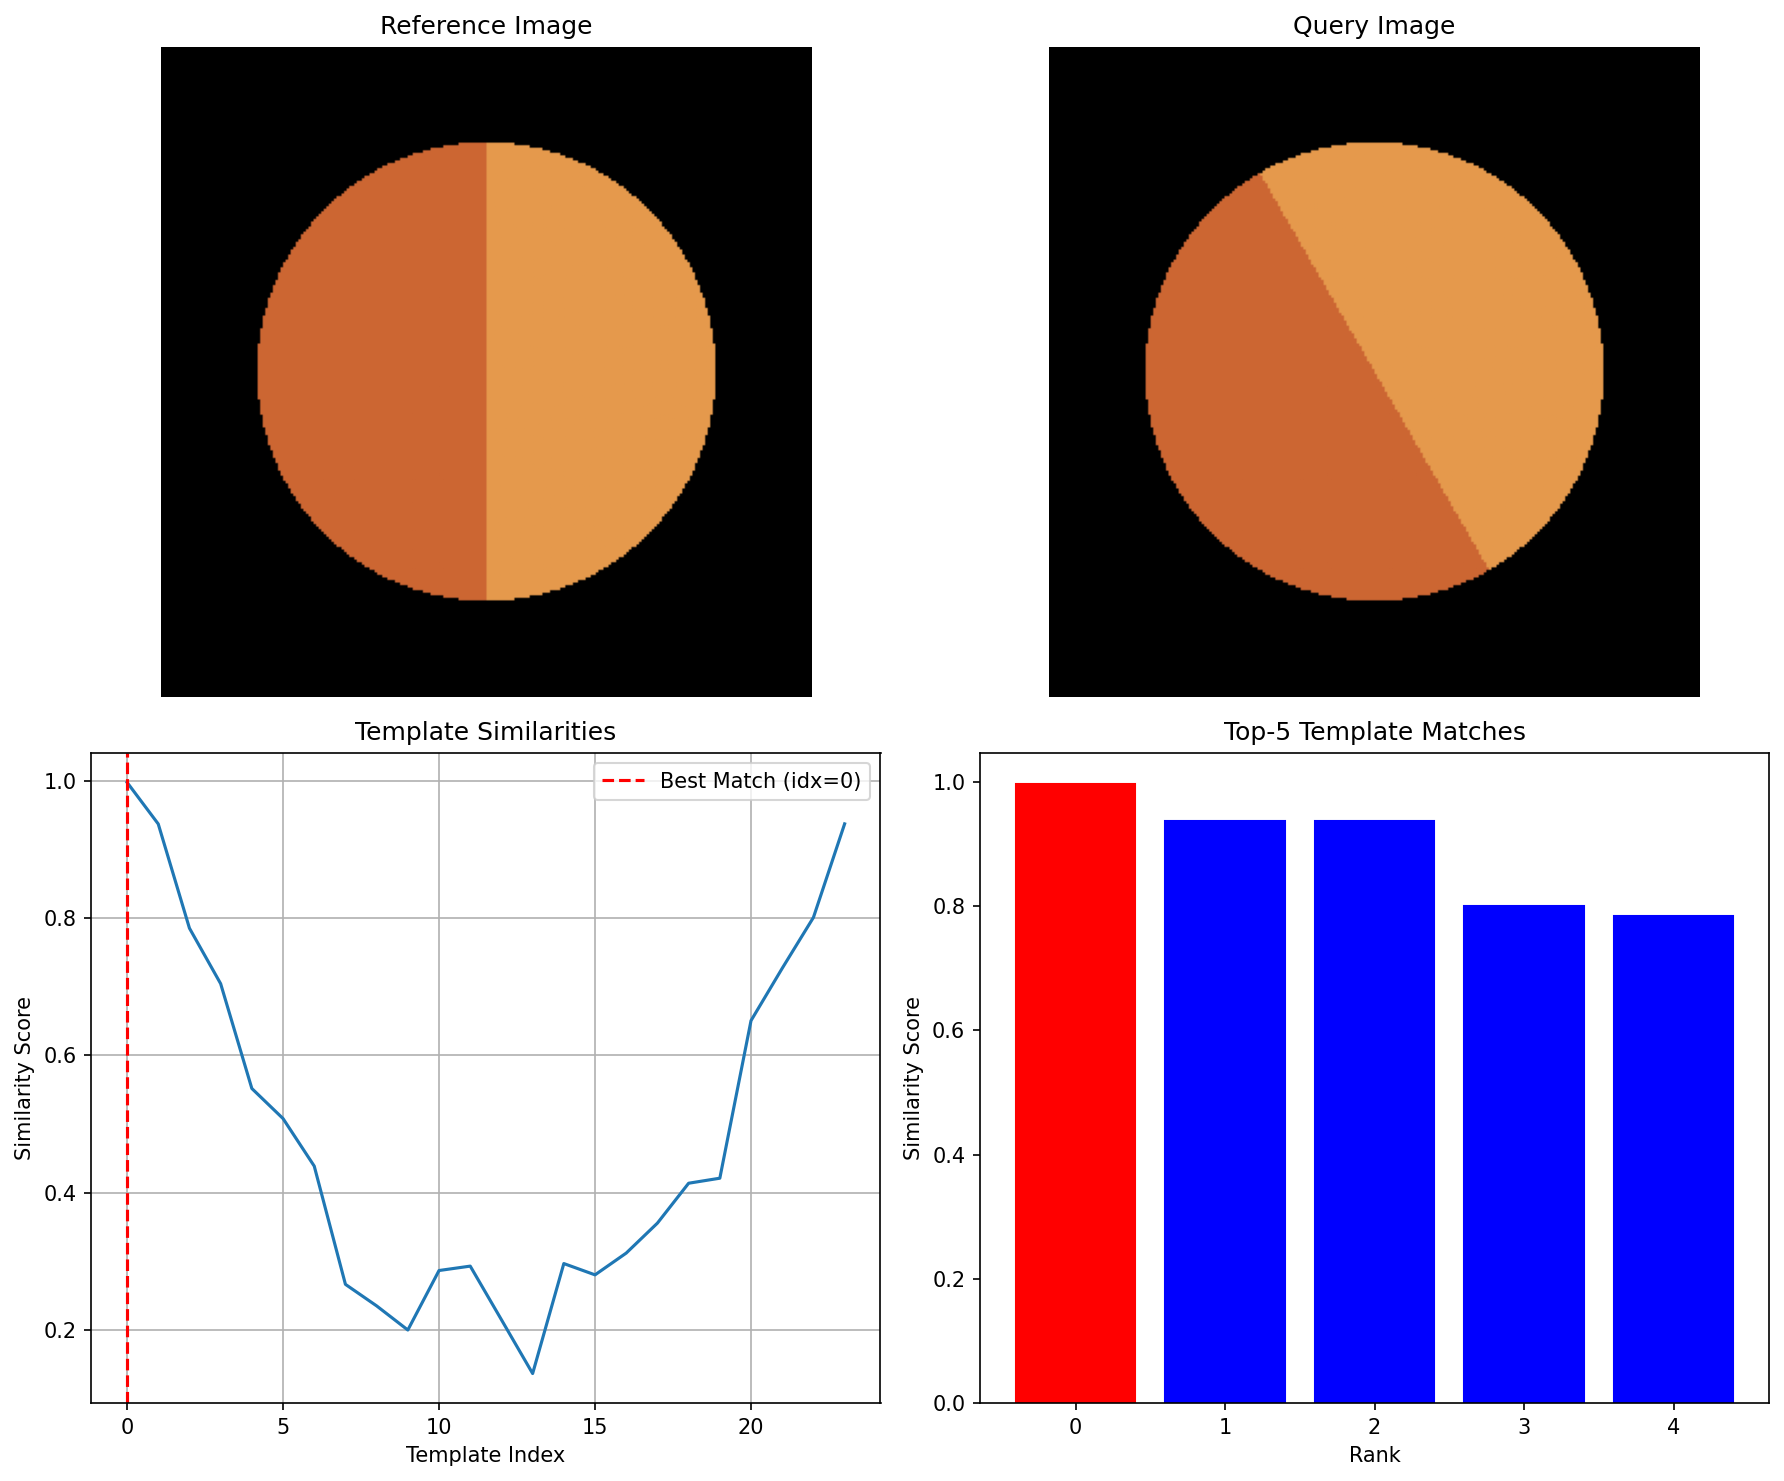 Reference Image
Query Image
Template Similarities
Best Match (idx=0)
1.0
0.8
0.6
0.4
0.2
Similarity Score
0
5
10
15
20
Template Index
Top-5 Template Matches
1.0
0.8
0.6
0.4
0.2
0.0
Similarity Score
0
1
2
3
4
Rank